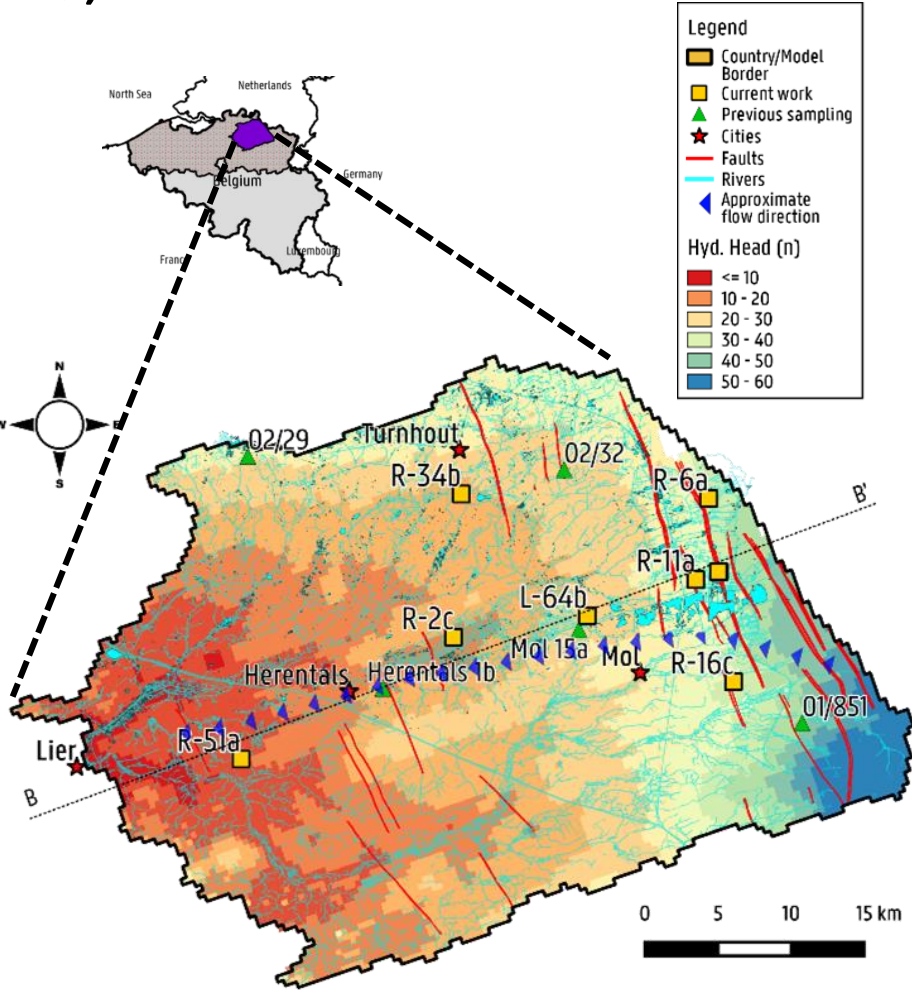 Legend
Country/Model
Border
Current work
Previous sampling
Cities
Faults
Rivers
Approximate
flow direction
Hyd. Head (n)
<= 10
10 - 20
20 - 30
30 - 40
40 - 50
50 - 60
North Sea
Netherlands
Germany
Belgium
Luxembourg
France
N
W
E
S
02/29
Turnhout
R-34b
02/32
R-6a
B'
R-11a
L-64b
R-2c
Mol 15a
Mol
R-16c
Herentals
Herentals 1b
01/851
R-51a
Lier
B
0 5 10 15 km